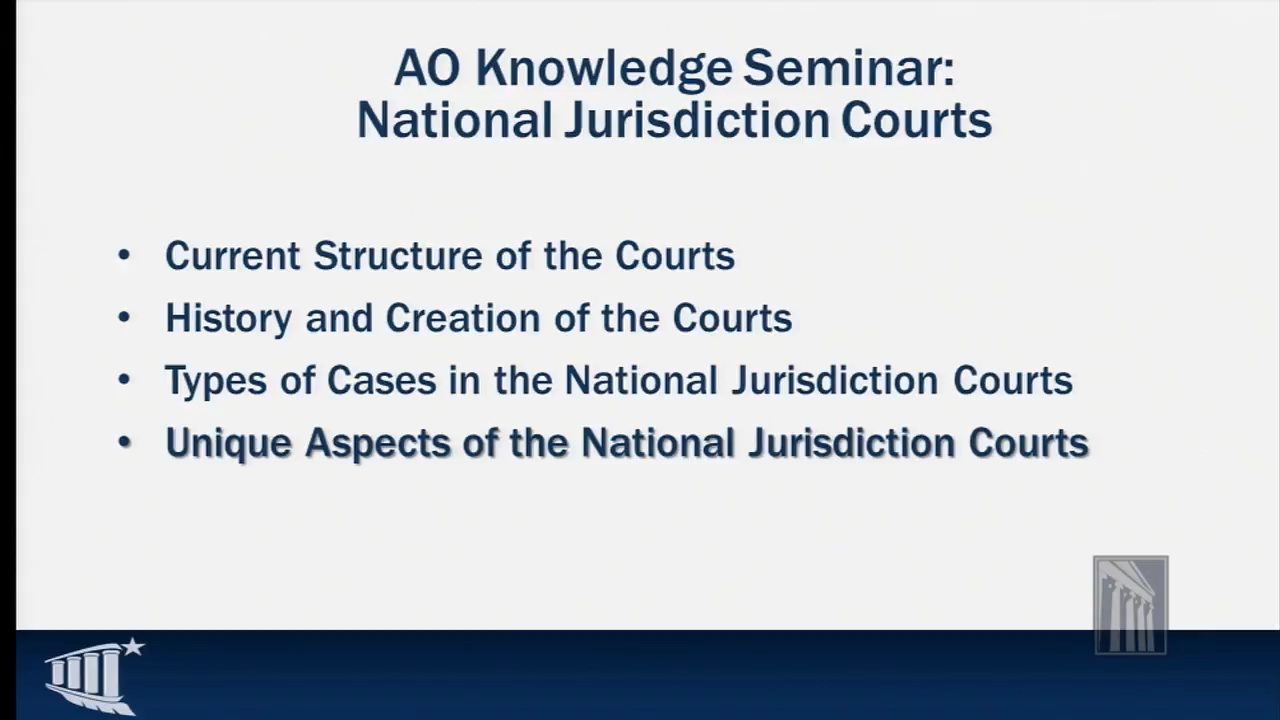 AO Knowledge Seminar:
National Jurisdiction Courts
• Current Structure of the Courts
• History and Creation of the Courts
• Types of Cases in the National Jurisdiction Courts
• Unique Aspects of the National Jurisdiction Courts